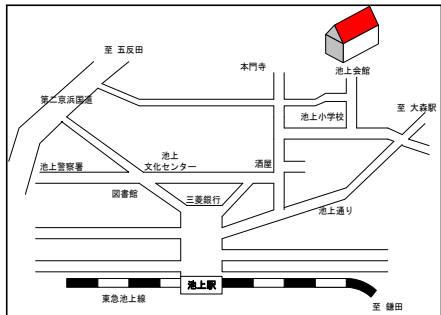 至 五反田
本門寺
池上会館
第二京浜国道
至 大森駅
池上小学校
池上警察署
池上
文化センター
酒屋
図書館
三菱銀行
池上通り
池上駅
東急池上線
至 鎌田